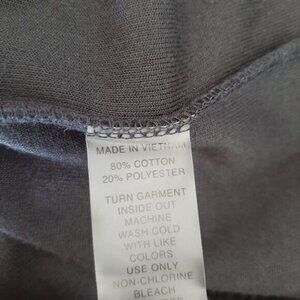 MADE IN VIETNAM
80% COTTON
20% POLYESTER
TURN GARMENT
INSIDE OUT
MACHINE
WASH COLD
WITH LIKE
COLORS
USE ONLY
NON-CHLORINE
BLEACH